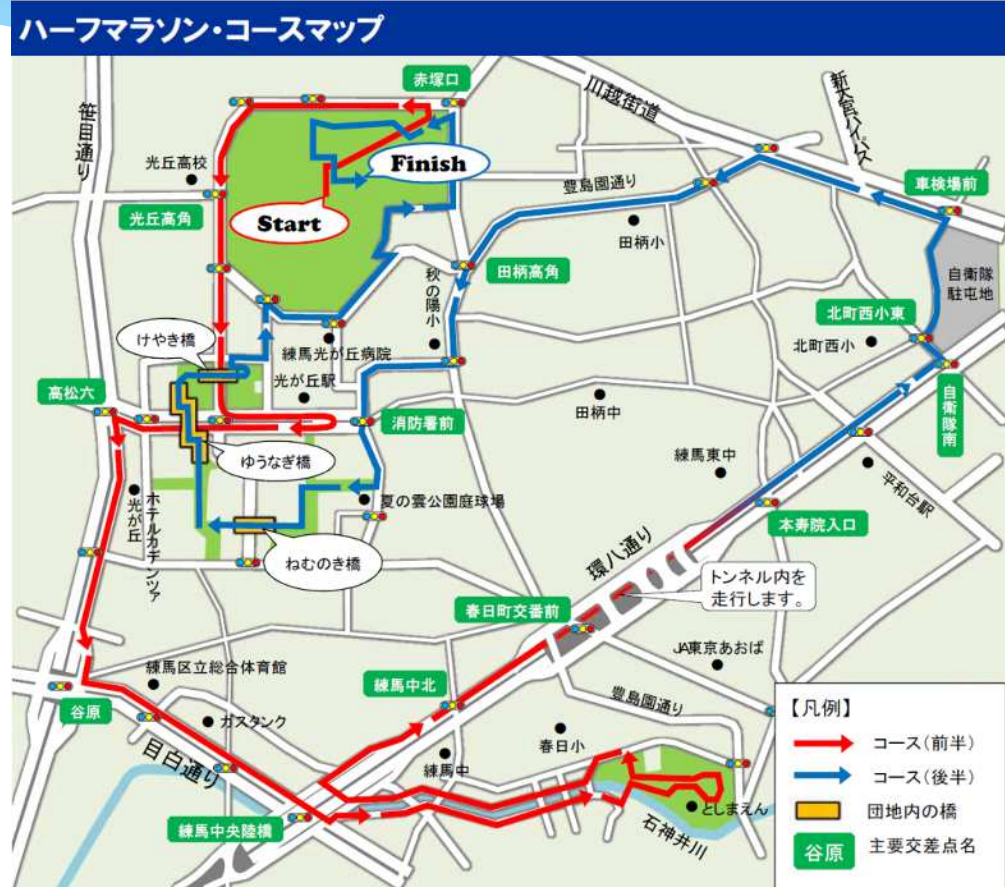 ハーフマラソン・コースマップ
赤塚口
川越街道
新大宮バイパス
笹目通り
光丘高校
Finish
豊島園通り
車検場前
光丘高角
Start
田柄小
田柄高角
自衛隊
駐屯地
秋の陽小
北町西小東
けやき橋
練馬光が丘病院
北町西小
光が丘駅
高松六
田柄中
消防署前
自衛隊南
ゆうなぎ橋
練馬東中
平和台駅
夏の雲公園庭球場
ホテルカデンツァ
光が丘
本寿院入口
ねむのき橋
環八通り
トンネル内を
走行します。
春日町交番前
JA東京あおば
練馬区立総合体育館
練馬中北
豊島園通り
谷原
ガスタンク
春日小
目白通り
練馬中
としまえん
石神井川
練馬中央陸橋
【凡例】
コース(前半)
コース(後半)
団地内の橋
谷原 主要交差点名